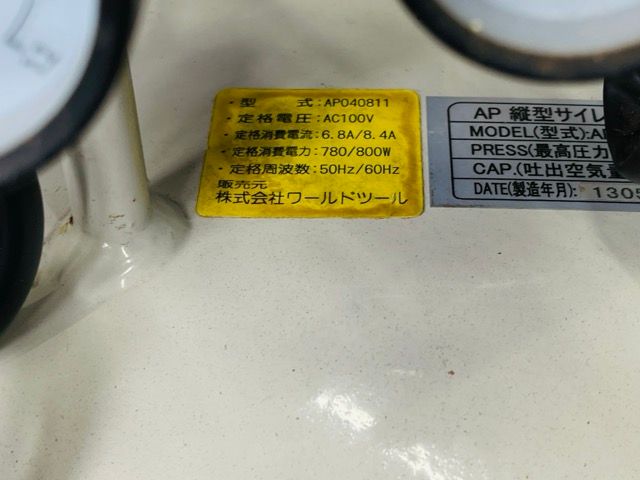 ・型　　式:AP040811
・定格電圧:AC100V
・定格消費電流:6.8A/8.4A
・定格消費電力:780/800W
・定格周波数:50Hz/60Hz
販売元
株式会社ワールドツール
AP 縦型サイレ
MODEL(型式):A
PRESS(最高圧力
CAP.(吐出空気量
DATE(製造年月): 1305